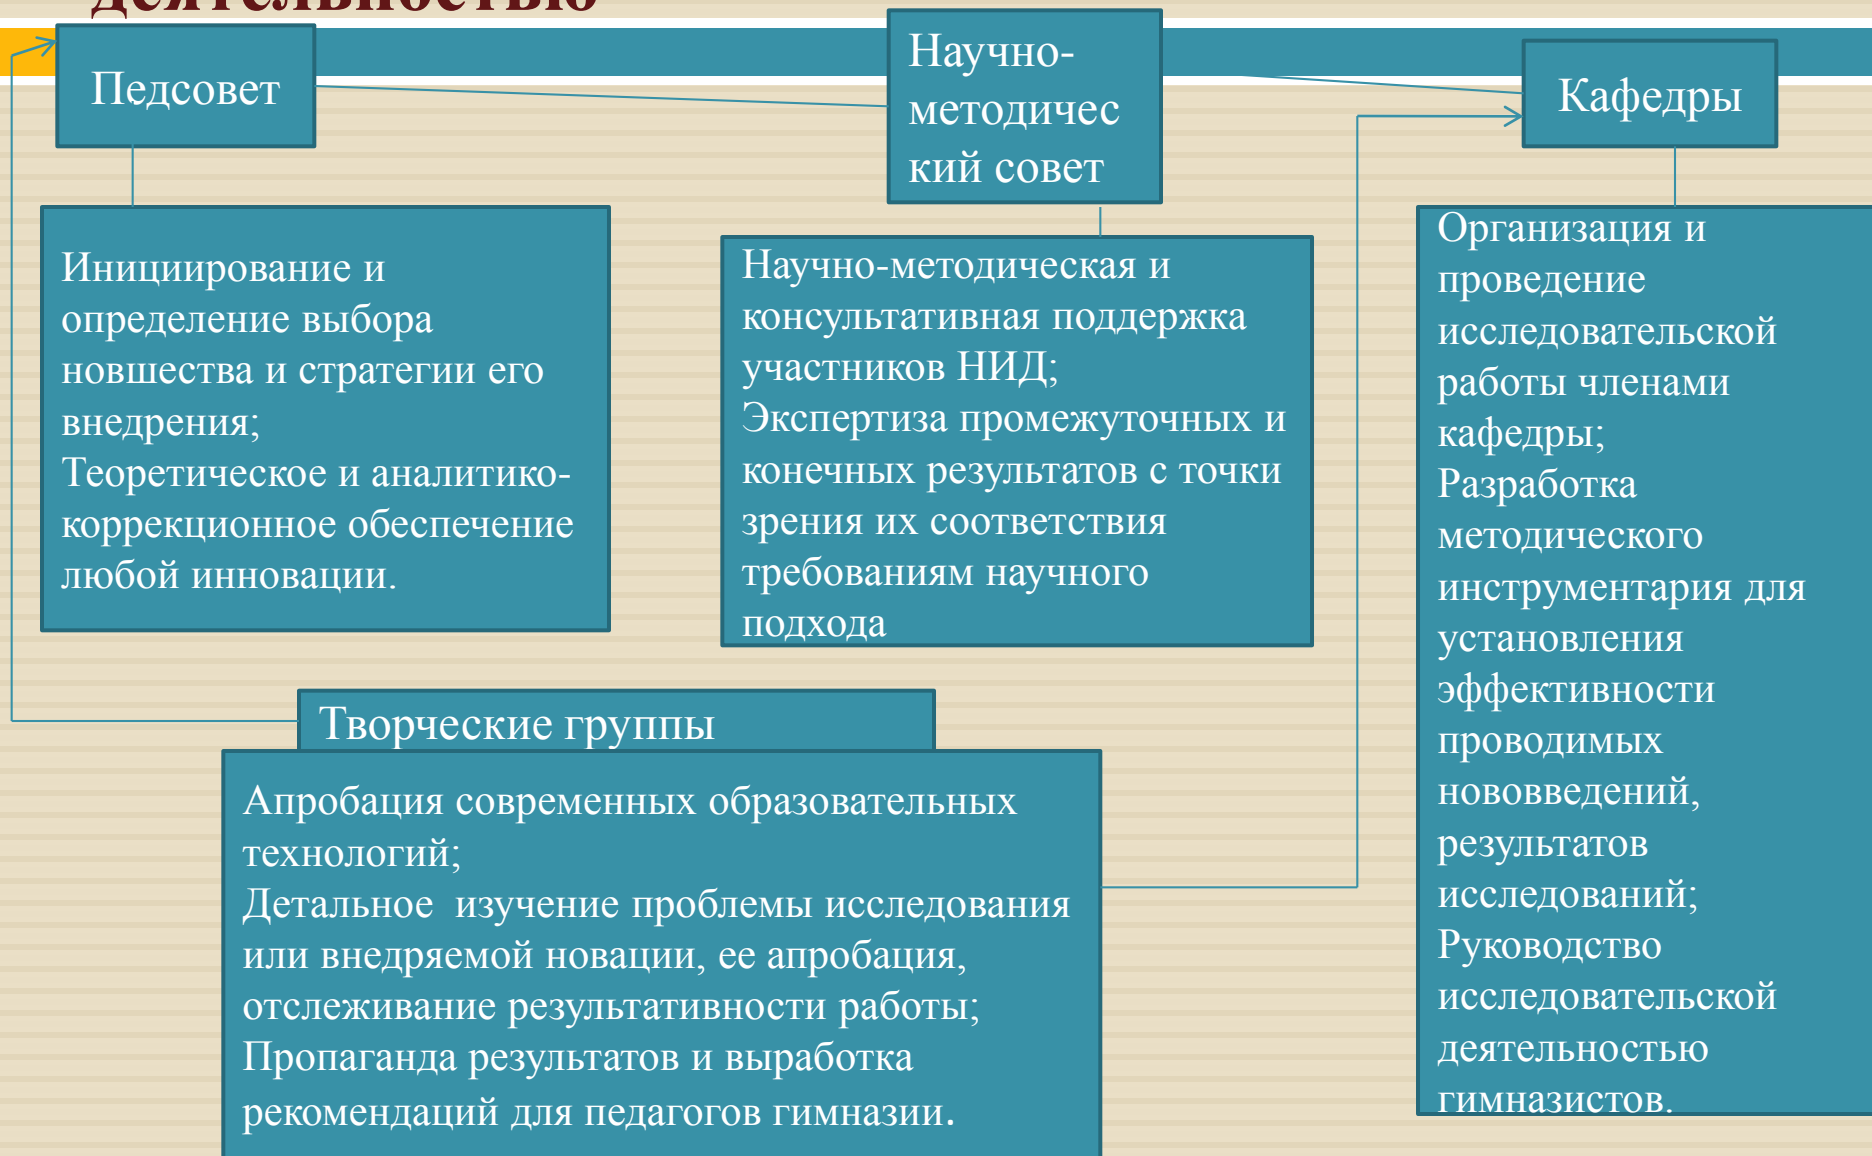 деятельностью
Педсовет
Научно-
методичес
кий совет
Кафедры
Инициирование и
определение выбора
новшества и стратегии его
внедрения;
Теоретическое и аналитико-
коррекционное обеспечение
любой инновации.
Научно-методическая и
консультативная поддержка
участников НИД;
Экспертиза промежуточных и
конечных результатов с точки
зрения их соответствия
требованиям научного
подхода
Организация и
проведение
исследовательской
работы членами
кафедры;
Разработка
методического
инструментария для
установления
эффективности
проводимых
нововведений,
результатов
исследований;
Руководство
исследовательской
деятельностью
гимназистов.
Творческие группы
Апробация современных образовательных
технологий;
Детальное  изучение проблемы исследования
или внедряемой новации, ее апробация,
отслеживание результативности работы;
Пропаганда результатов и выработка
рекомендаций для педагогов гимназии.